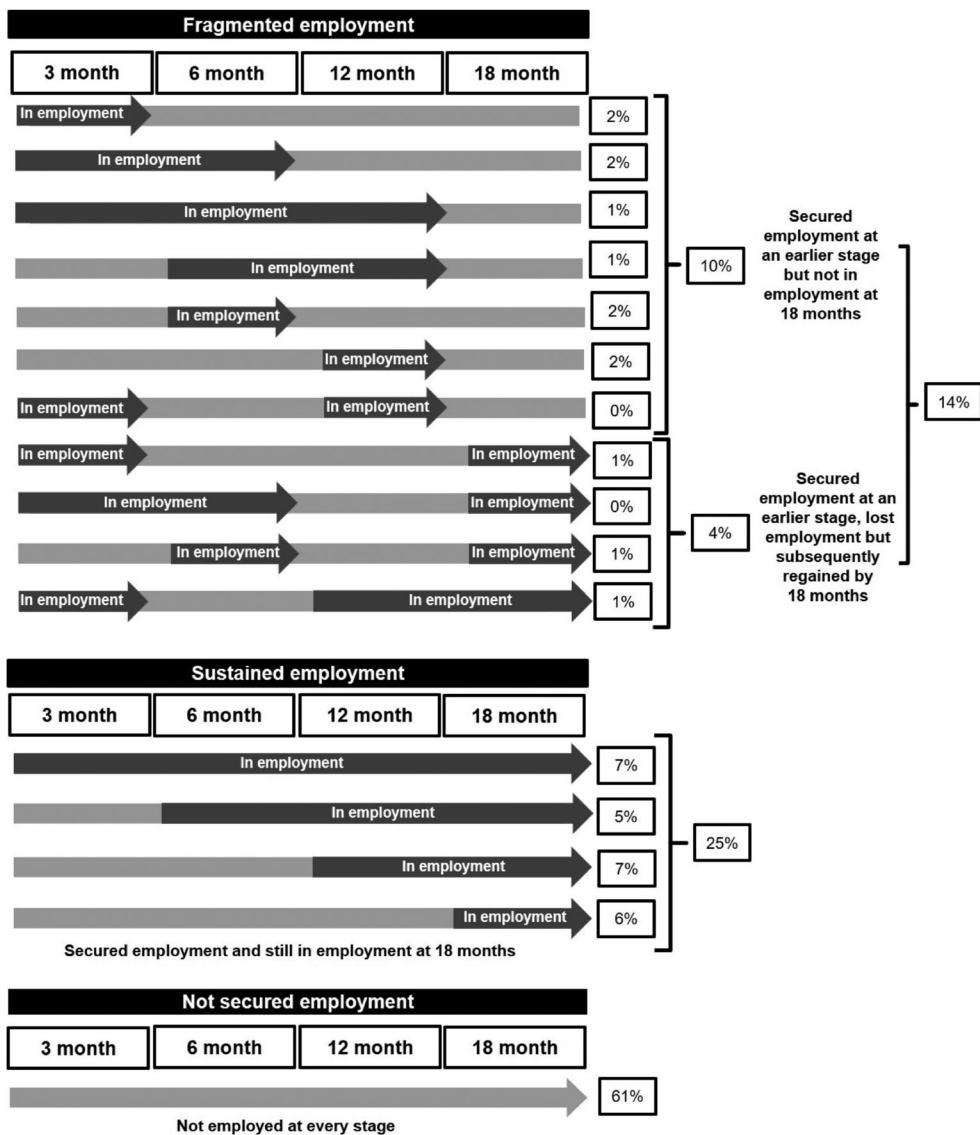 Fragmented employment
3 month 6 month 12 month 18 month
In employment 2%
In employment 2%
In employment 1%
In employment 1%
In employment 2%
In employment 2%
In employment In employment 0%
In employment In employment 1%
In employment In employment 0%
In employment In employment 1%
In employment In employment 1%
10%
Secured
employment at
an earlier stage
but not in
employment at
18 months
4%
Secured
employment at an
earlier stage, lost
employment but
subsequently
regained by
18 months
14%
Sustained employment
3 month 6 month 12 month 18 month
In employment 7%
In employment 5%
In employment 7%
In employment 6%
25%
Secured employment and still in employment at 18 months
Not secured employment
3 month 6 month 12 month 18 month
61%
Not employed at every stage